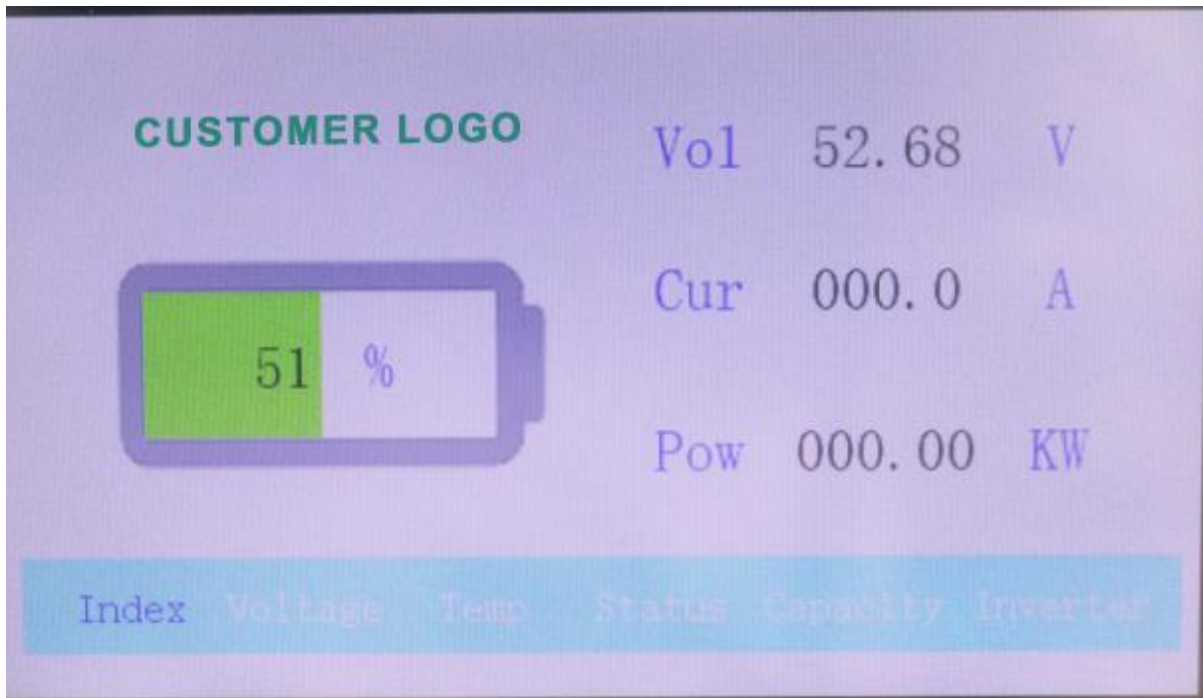 CUSTOMER LOGO
Vol 52.68 V
Cur 000.0 A
51 %
Pow 000.00 KW
Index Voltage Temp Status Capacity Inverter